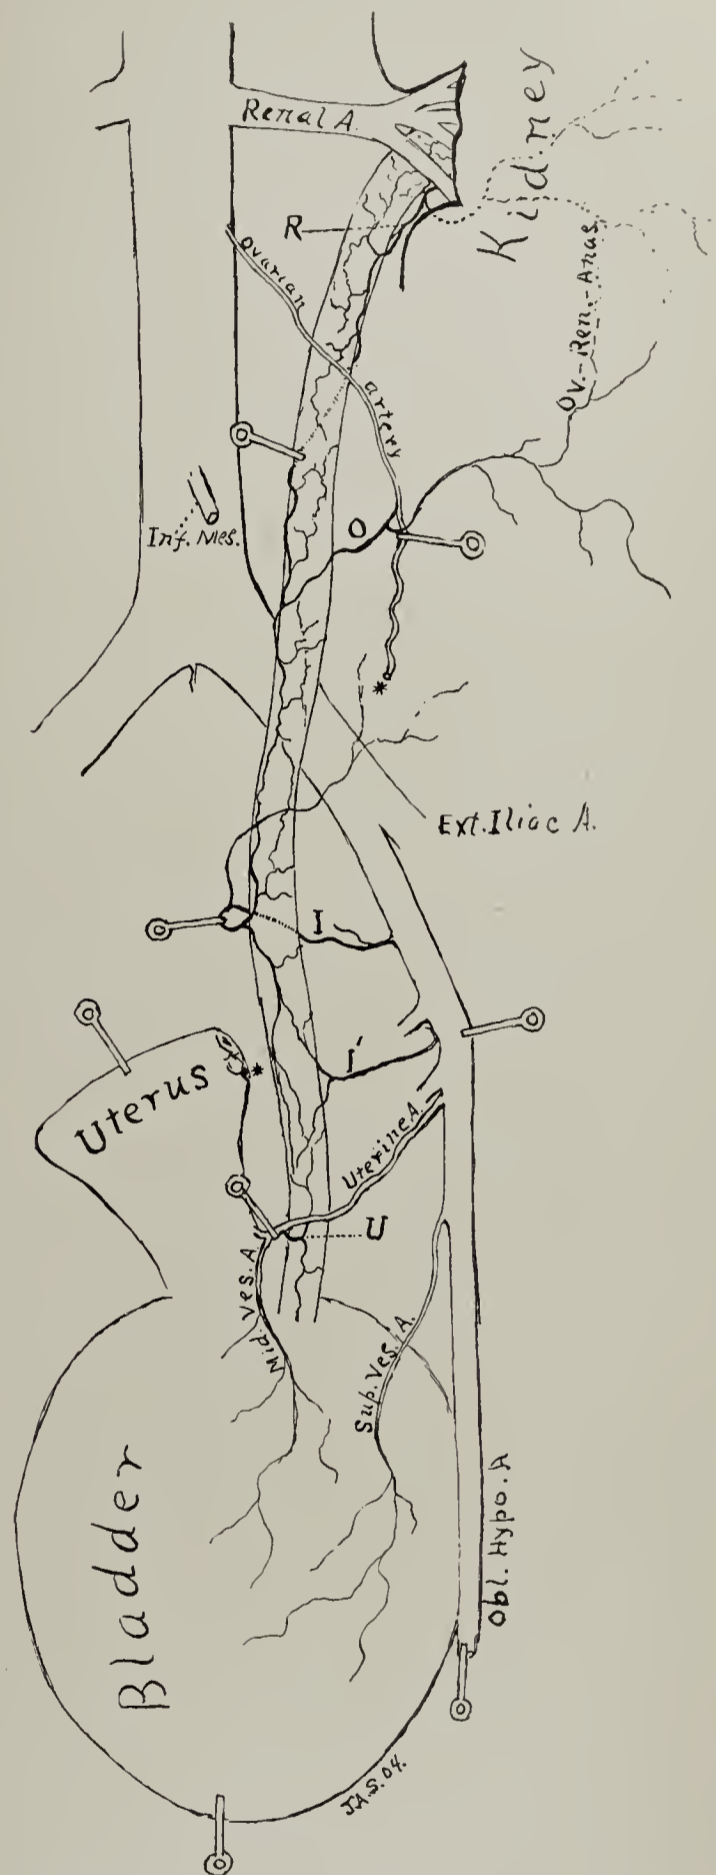 Renal A.
Kidney
R
Ovarian artery
Ov.-Ren.-Anas.
Inf. Mes.
O
Ext. Iliac A.
I
I'
Uterus
**
*
Uterine A.
U
Mid. Ves. A.
Sup. Ves. A.
Bladder
Obl. Hypo. A
J.A.S. 04.